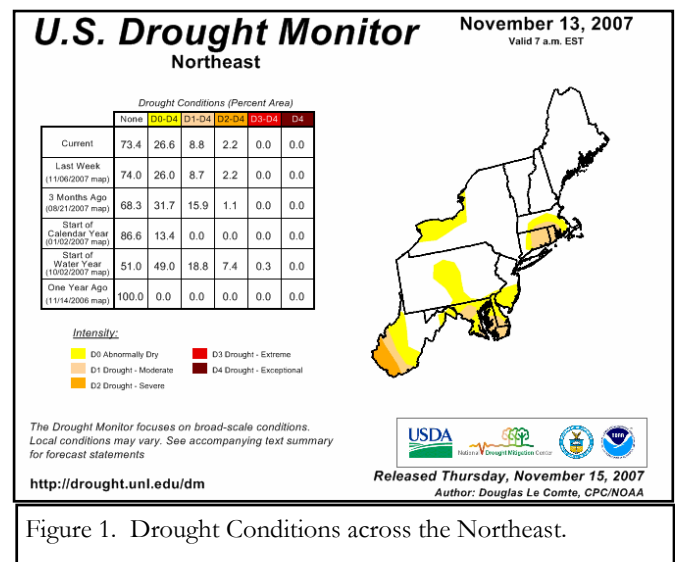 U.S. Drought Monitor
Northeast
November 13, 2007
Valid 7 a.m. EST
Drought Conditions (Percent Area)
None D0-D4 D1-D4 D2-D4 D3-D4 D4
Current 73.4 26.6 8.8 2.2 0.0 0.0
Last Week
(11/06/2007 map) 74.0 26.0 8.7 2.2 0.0 0.0
3 Months Ago
(08/21/2007 map) 68.3 31.7 15.9 1.1 0.0 0.0
Start of
Calendar Year
(01/02/2007 map) 86.6 13.4 0.0 0.0 0.0 0.0
Start of
Water Year
(10/02/2007 map) 51.0 49.0 18.8 7.4 0.3 0.0
One Year Ago
(11/14/2006 map) 100.0 0.0 0.0 0.0 0.0 0.0
Intensity:
D0 Abnormally Dry
D1 Drought - Moderate
D2 Drought - Severe
D3 Drought - Extreme
D4 Drought - Exceptional
The Drought Monitor focuses on broad-scale conditions.
Local conditions may vary. See accompanying text summary
for forecast statements
http://drought.unl.edu/dm
USDA
National Drought Mitigation Center
Released Thursday, November 15, 2007
Author: Douglas Le Comte, CPC/NOAA
Figure 1. Drought Conditions across the Northeast.